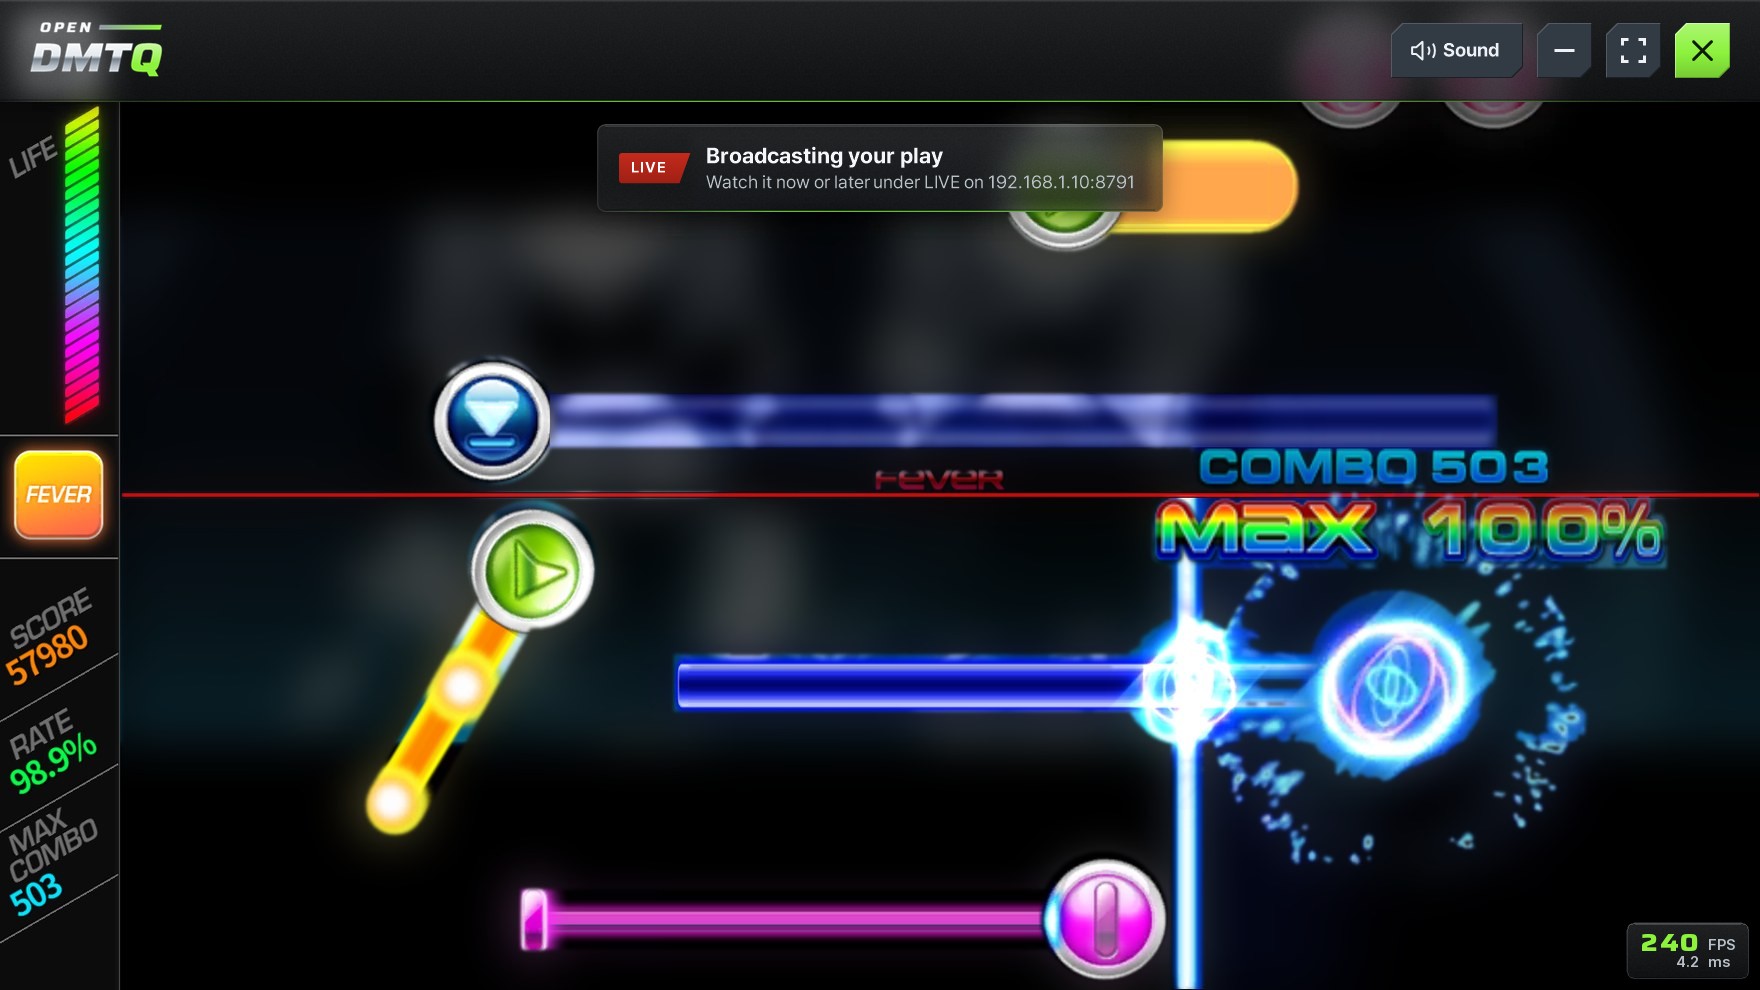 OPEN
DMTQ
Sound
LIVE
Broadcasting your play
Watch it now or later under LIVE on 192.168.1.10:8791
LIFE
FEVER
FEVER
COMBO 503
MAX 100%
SCORE
57980
RATE
98.9%
MAX
COMBO
503
240 FPS
4.2 ms